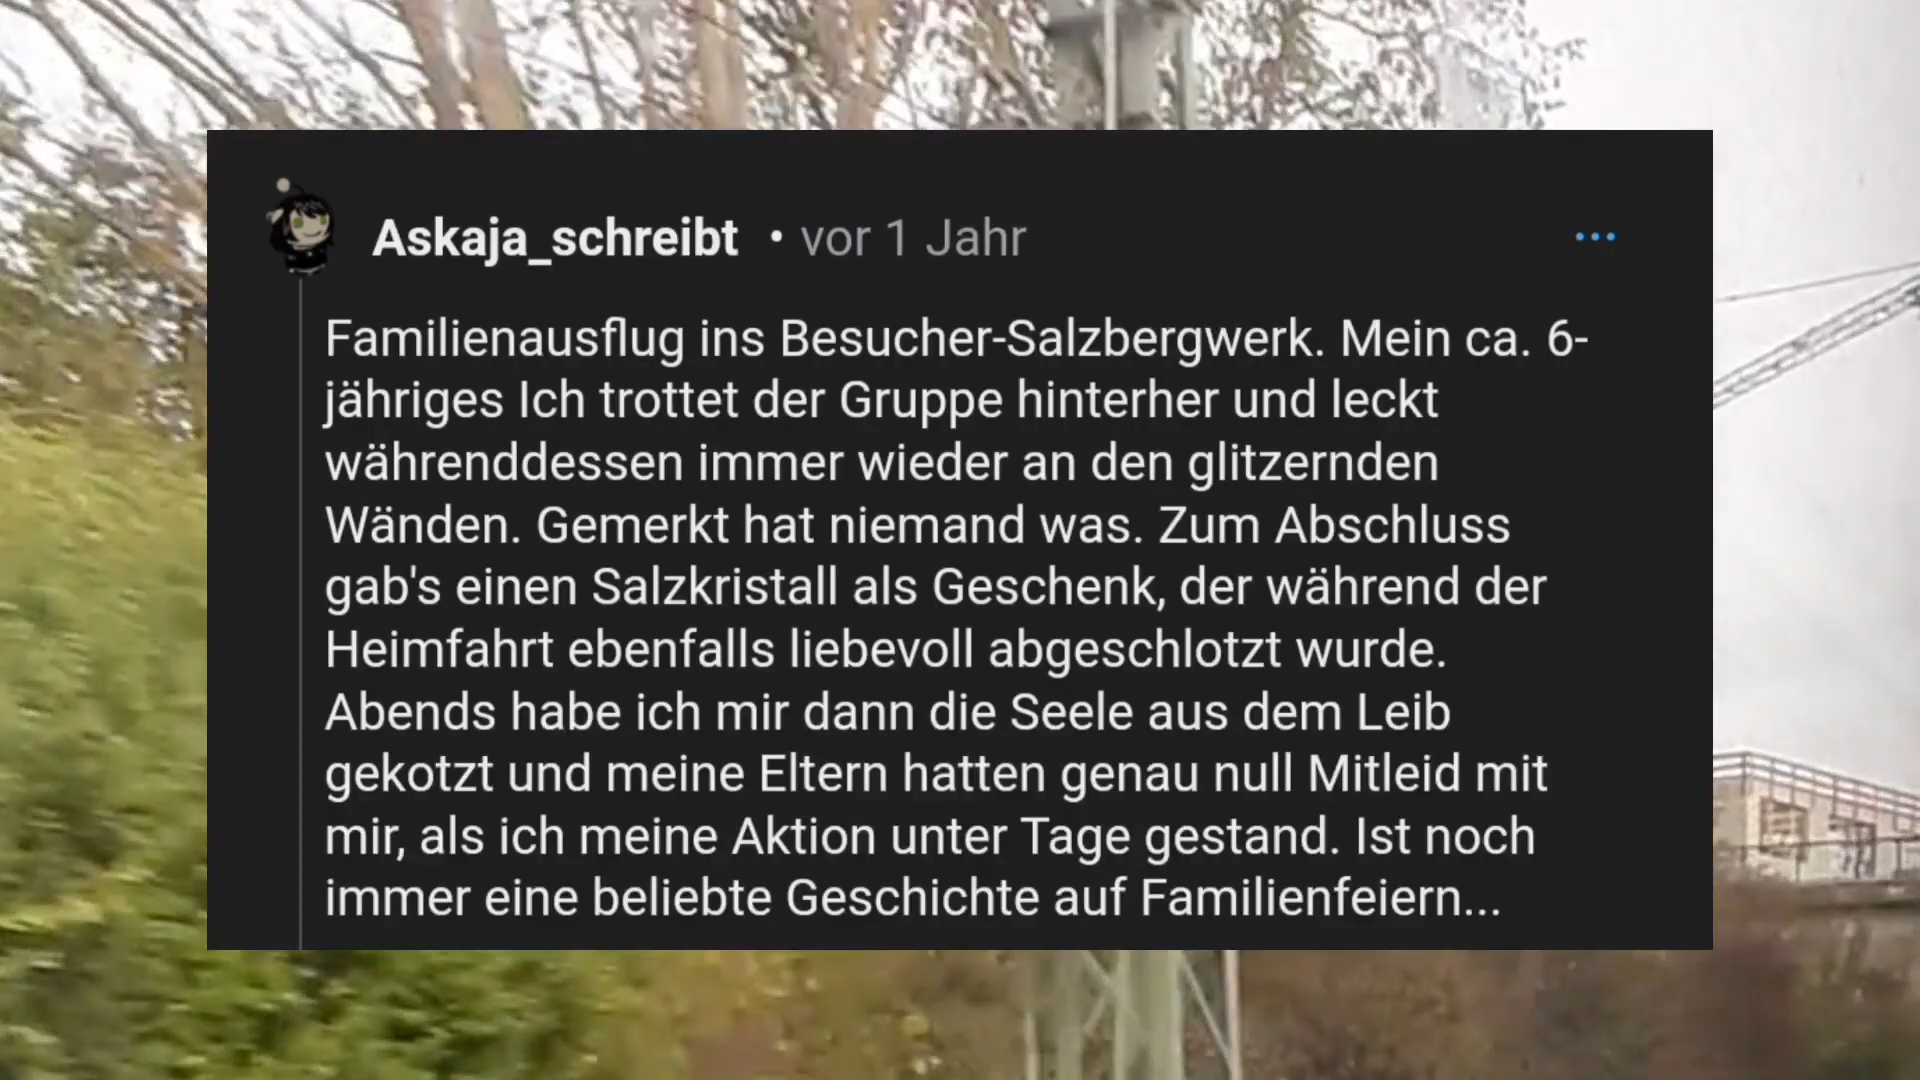 Askaja_schreibt • vor 1 Jahr
Familienausflug ins Besucher-Salzbergwerk. Mein ca. 6-
jähriges Ich trottet der Gruppe hinterher und leckt
währenddessen immer wieder an den glitzernden
Wänden. Gemerkt hat niemand was. Zum Abschluss
gab's einen Salzkristall als Geschenk, der während der
Heimfahrt ebenfalls liebevoll abgeschlotzt wurde.
Abends habe ich mir dann die Seele aus dem Leib
gekotzt und meine Eltern hatten genau null Mitleid mit
mir, als ich meine Aktion unter Tage gestand. Ist noch
immer eine beliebte Geschichte auf Familienfeiern...